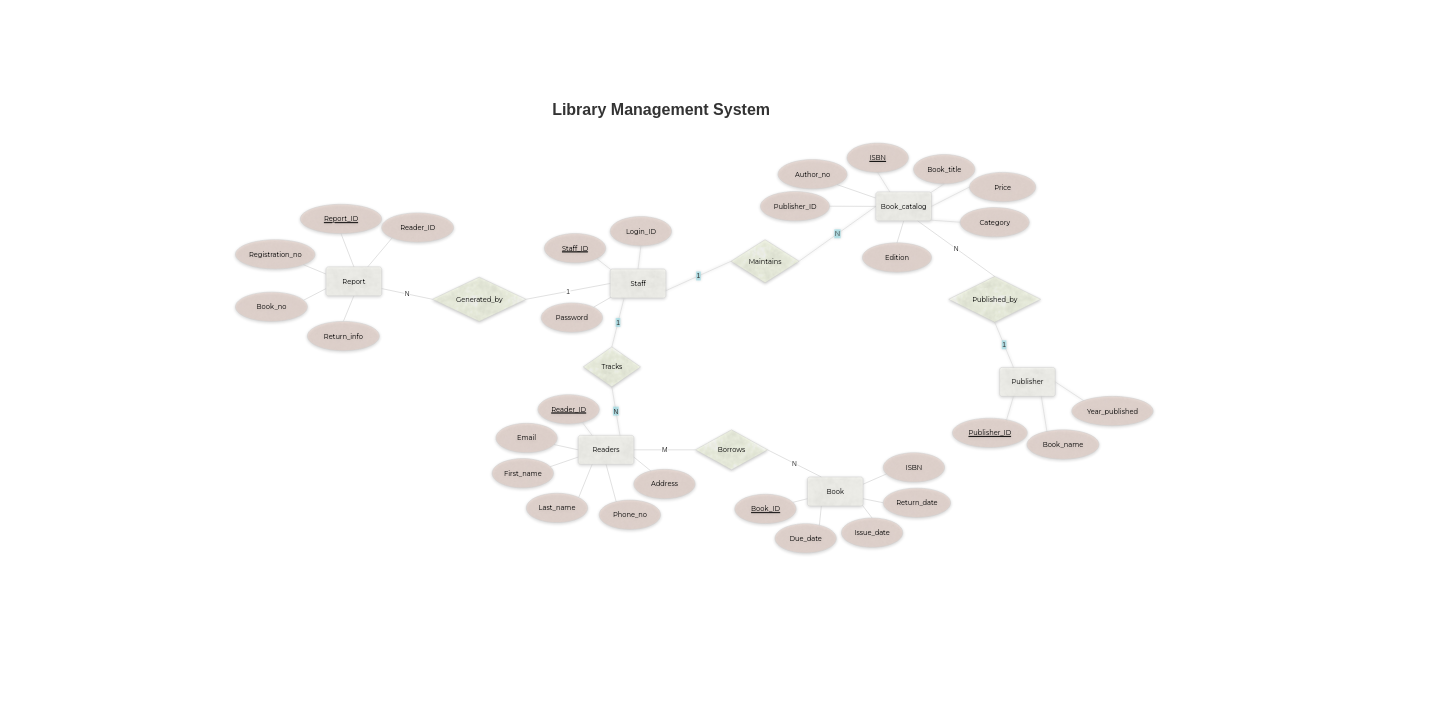 Library Management System
ISBN
Author_no
Book_title
Price
Publisher_ID
Book_catalog
Category
Edition
N
Maintains
1
N
Report_ID
Reader_ID
Registration_no
Report
Book_no
Return_info
N
Generated_by
1
Login_ID
Staff_ID
Staff
Password
1
Tracks
N
Published_by
1
Publisher
Year_published
Publisher_ID
Book_name
Reader_ID
Email
Readers
First_name
Last_name
Phone_no
Address
M
Borrows
N
Book
ISBN
Return_date
Book_ID
Due_date
Issue_date